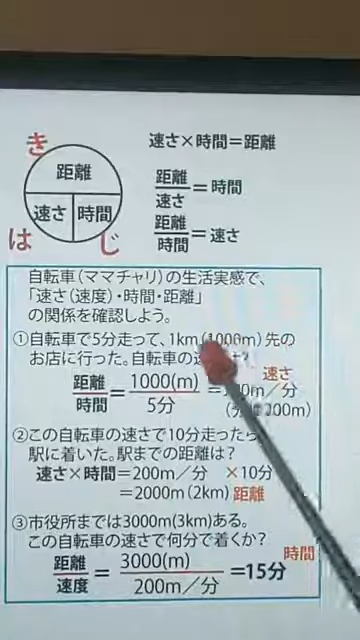 き
距離
速さ 時間
は じ
速さ×時間＝距離
距離/速さ＝時間
距離/時間＝速さ
自転車（ママチャリ）の生活実感で、
「速さ（速度）・時間・距離」
の関係を確認しよう。
①自転車で5分走って、1km(1000m)先の
お店に行った。自転車の
距離/時間＝1000(m)/5分＝ m／分
速さ
200m)
②この自転車の速さで10分走ったら
駅に着いた。駅までの距離は？
速さ×時間＝200m／分 ×10分
＝2000m(2km) 距離
③市役所までは3000m(3km)ある。
この自転車の速さで何分で着くか？
距離/速度＝3000(m)/200m／分＝15分
時間